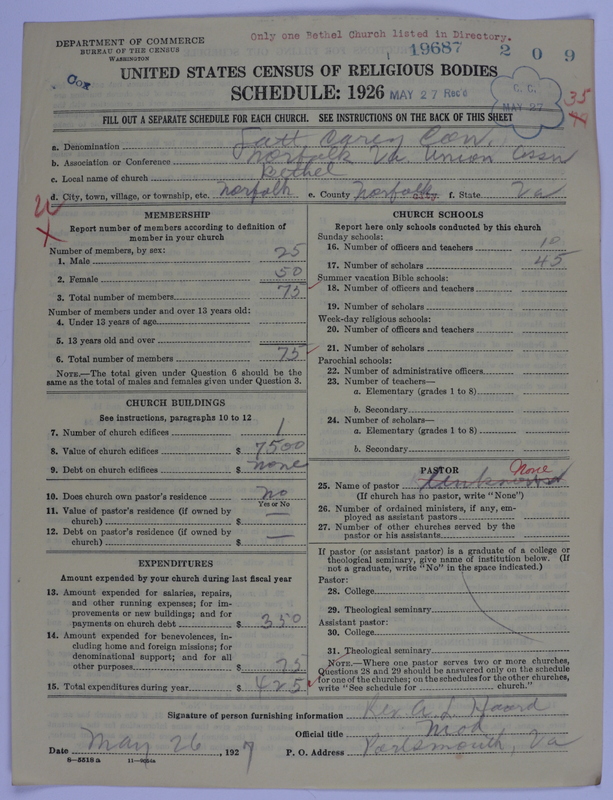 Only one Bethel Church listed in Directory.
DEPARTMENT OF COMMERCE
BUREAU OF THE CENSUS
WASHINGTON
19687
2 0 9
Cox
UNITED STATES CENSUS OF RELIGIOUS BODIES
SCHEDULE: 1926
MAY 27 Rec'd
C. C.
MAY 27
35
FILL OUT A SEPARATE SCHEDULE FOR EACH CHURCH. SEE INSTRUCTIONS ON THE BACK OF THIS SHEET
a. Denomination Lott Carey Con.
b. Association or Conference Norfolk Va. Union Assn
c. Local name of church Bethel
d. City, town, village, or township, etc. Norfolk e. County Norfolk City. f. State Va
MEMBERSHIP
Report number of members according to definition of
member in your church
Number of members, by sex:
1. Male 25
2. Female 50
3. Total number of members 75
Number of members under and over 13 years old:
4. Under 13 years of age
5. 13 years old and over
6. Total number of members 75
NOTE.—The total given under Question 6 should be
same as the total of males and females given under Question 3.
CHURCH BUILDINGS
See instructions, paragraphs 10 to 12
7. Number of church edifices 1
8. Value of church edifices $ 7500
9. Debt on church edifices $ none
10. Does church own pastor's residence no
Yes or No
11. Value of pastor's residence (if owned by
church) $ —
12. Debt on pastor's residence (if owned by
church) $ —
EXPENDITURES
Amount expended by your church during last fiscal year
13. Amount expended for salaries, repairs,
and other running expenses; for im-
provements or new buildings; and for
payments on church debt $ 350
14. Amount expended for benevolences, in-
cluding home and foreign missions; for
denominational support; and for all
other purposes $ 75
15. Total expenditures during year $ 425
CHURCH SCHOOLS
Report here only schools conducted by this church
Sunday schools:
16. Number of officers and teachers 10
17. Number of scholars 45
Summer vacation Bible schools:
18. Number of officers and teachers
19. Number of scholars
Week-day religious schools:
20. Number of officers and teachers
21. Number of scholars
Parochial schools:
22. Number of administrative officers
23. Number of teachers—
a. Elementary (grades 1 to 8)
b. Secondary
24. Number of scholars—
a. Elementary (grades 1 to 8)
b. Secondary
PASTOR
None
25. Name of pastor Unknown
(If church has no pastor, write "None")
26. Number of ordained ministers, if any, em-
ployed as assistant pastors
27. Number of other churches served by the
pastor or his assistants
If pastor (or assistant pastor) is a graduate of a college or
theological seminary, give name of institution below. (If
not a graduate, write "No" in the space indicated.)
Pastor:
28. College
29. Theological seminary
Assistant pastor:
30. College
31. Theological seminary
NOTE.—Where one pastor serves two or more churches,
Questions 28 and 29 should be answered only on the schedule
for one of the churches; on the schedules for the other churches,
write "See schedule for church."
Signature of person furnishing information Rev. A. L.
Official title Mod
Date May 26, 1927 P. O. Address Portsmouth, Va
8—5518 a